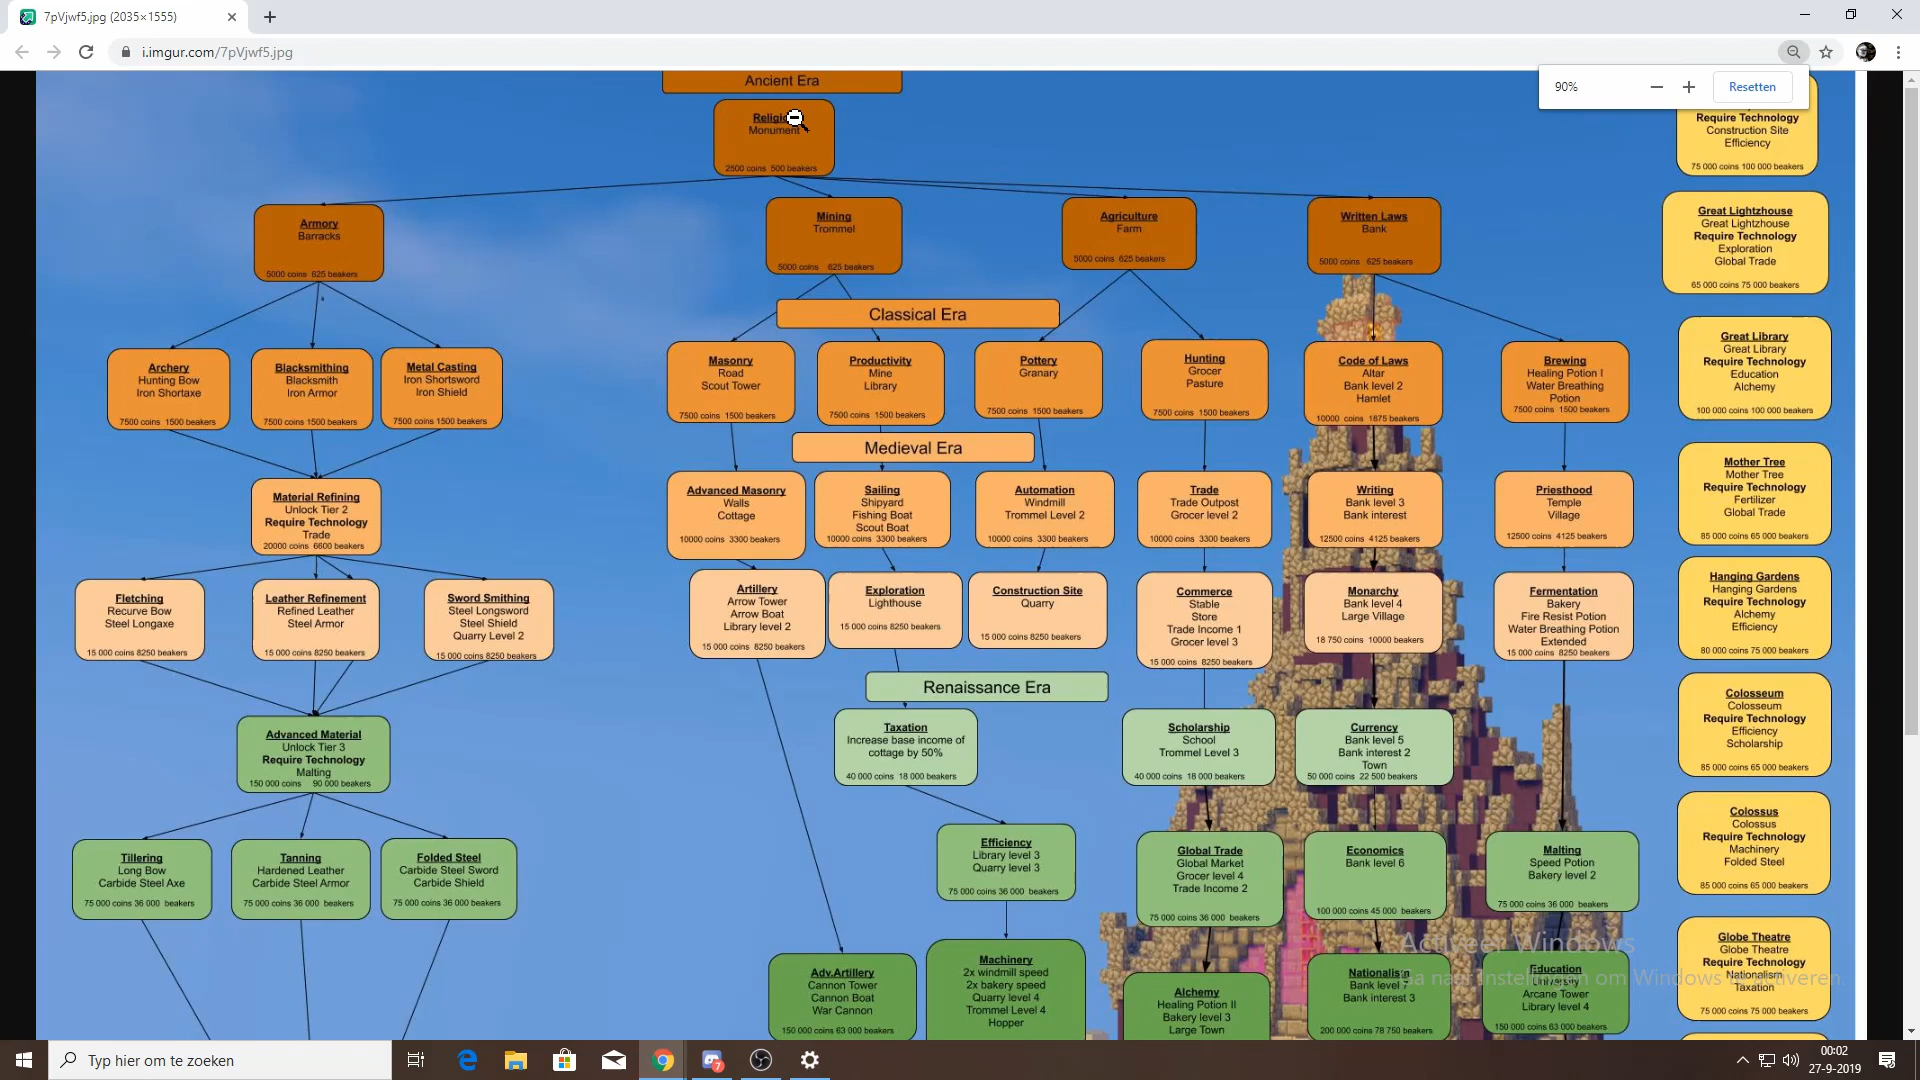 7pVjwf5.jpg (2035×1555)
i.imgur.com/7pVjwf5.jpg
90%
Resetten
Ancient Era
Monument
2500 coins 500 beakers
Armory
Barracks
5000 coins 625 beakers
Mining
Trommel
5000 coins 625 beakers
Agriculture
Farm
5000 coins 625 beakers
Written Laws
Bank
5000 coins 625 beakers
Classical Era
Archery
Hunting Bow
Iron Shortaxe
7500 coins 1500 beakers
Blacksmithing
Blacksmith
Iron Armor
7500 coins 1500 beakers
Metal Casting
Iron Shortsword
Iron Shield
7500 coins 1500 beakers
Masonry
Road
Scout Tower
7500 coins 1500 beakers
Productivity
Mine
Library
7500 coins 1500 beakers
Pottery
Granary
7500 coins 1500 beakers
Hunting
Grocer
Pasture
7500 coins 1500 beakers
Code of Laws
Altar
Bank level 2
Hamlet
10000 coins 1875 beakers
Brewing
Healing Potion I
Water Breathing
Potion
7500 coins 1500 beakers
Medieval Era
Material Refining
Unlock Tier 2
Require Technology
Trade
20000 coins 6600 beakers
Advanced Masonry
Walls
Cottage
10000 coins 3300 beakers
Sailing
Shipyard
Fishing Boat
Scout Boat
10000 coins 3300 beakers
Automation
Windmill
Trommel Level 2
10000 coins 3300 beakers
Trade
Trade Outpost
Grocer level 2
10000 coins 3300 beakers
Writing
Bank level 3
Bank interest
12500 coins 4125 beakers
Priesthood
Temple
Village
12500 coins 4125 beakers
Fletching
Recurve Bow
Steel Longaxe
15 000 coins 8250 beakers
Leather Refinement
Refined Leather
Steel Armor
15 000 coins 8250 beakers
Sword Smithing
Steel Longsword
Steel Shield
Quarry Level 2
15 000 coins 8250 beakers
Artillery
Arrow Tower
Arrow Boat
Library level 2
15 000 coins 8250 beakers
Exploration
Lighthouse
15 000 coins 8250 beakers
Construction Site
Quarry
15 000 coins 8250 beakers
Commerce
Stable
Store
Trade Income 1
Grocer level 3
15 000 coins 8250 beakers
Monarchy
Bank level 4
Large Village
18 750 coins 10000 beakers
Fermentation
Bakery
Fire Resist Potion
Water Breathing Potion
Extended
15 000 coins 8250 beakers
Renaissance Era
Advanced Material
Unlock Tier 3
Require Technology
Malting
150 000 coins 90 000 beakers
Taxation
Increase base income of
cottage by 50%
40 000 coins 18 000 beakers
Scholarship
School
Trommel Level 3
40 000 coins 18 000 beakers
Currency
Bank level 5
Bank interest 2
Town
50 000 coins 22 500 beakers
Tillering
Long Bow
Carbide Steel Axe
75 000 coins 36 000 beakers
Tanning
Hardened Leather
Carbide Steel Armor
75 000 coins 36 000 beakers
Folded Steel
Carbide Steel Sword
Carbide Shield
75 000 coins 36 000 beakers
Efficiency
Library level 3
Quarry level 3
75 000 coins 36 000 beakers
Global Trade
Global Market
Grocer level 4
Trade Income 2
75 000 coins 36 000 beakers
Economics
Bank level 6
100 000 coins 45 000 beakers
Malting
Speed Potion
Bakery level 2
75 000 coins 36 000 beakers
Adv.Artillery
Cannon Tower
Cannon Boat
War Cannon
150 000 coins 63 000 beakers
Machinery
2x windmill speed
2x bakery speed
Quarry level 4
Trommel Level 4
Hopper
Alchemy
Healing Potion II
Bakery level 3
Large Town
Nationalism
Bank level
Bank interest 3
200 000 coins 78 750 beakers
Education
Arcane Tower
Library level 4
150 000 coins 63 000 beakers
Require Technology
Construction Site
Efficiency
75 000 coins 100 000 beakers
Great Lightzhouse
Great Lightzhouse
Require Technology
Exploration
Global Trade
65 000 coins 75 000 beakers
Great Library
Great Library
Require Technology
Education
Alchemy
100 000 coins 100 000 beakers
Mother Tree
Mother Tree
Require Technology
Fertilizer
Global Trade
85 000 coins 65 000 beakers
Hanging Gardens
Hanging Gardens
Require Technology
Alchemy
Efficiency
80 000 coins 75 000 beakers
Colosseum
Colosseum
Require Technology
Efficiency
Scholarship
85 000 coins 65 000 beakers
Colossus
Colossus
Require Technology
Machinery
Folded Steel
85 000 coins 65 000 beakers
Globe Theatre
Globe Theatre
Require Technology
Nationalism
Taxation
75 000 coins 75 000 beakers
Activeer Windows
Ga naar Instellingen om Windows te activeren.
Typ hier om te zoeken
7
00:02
27-9-2019